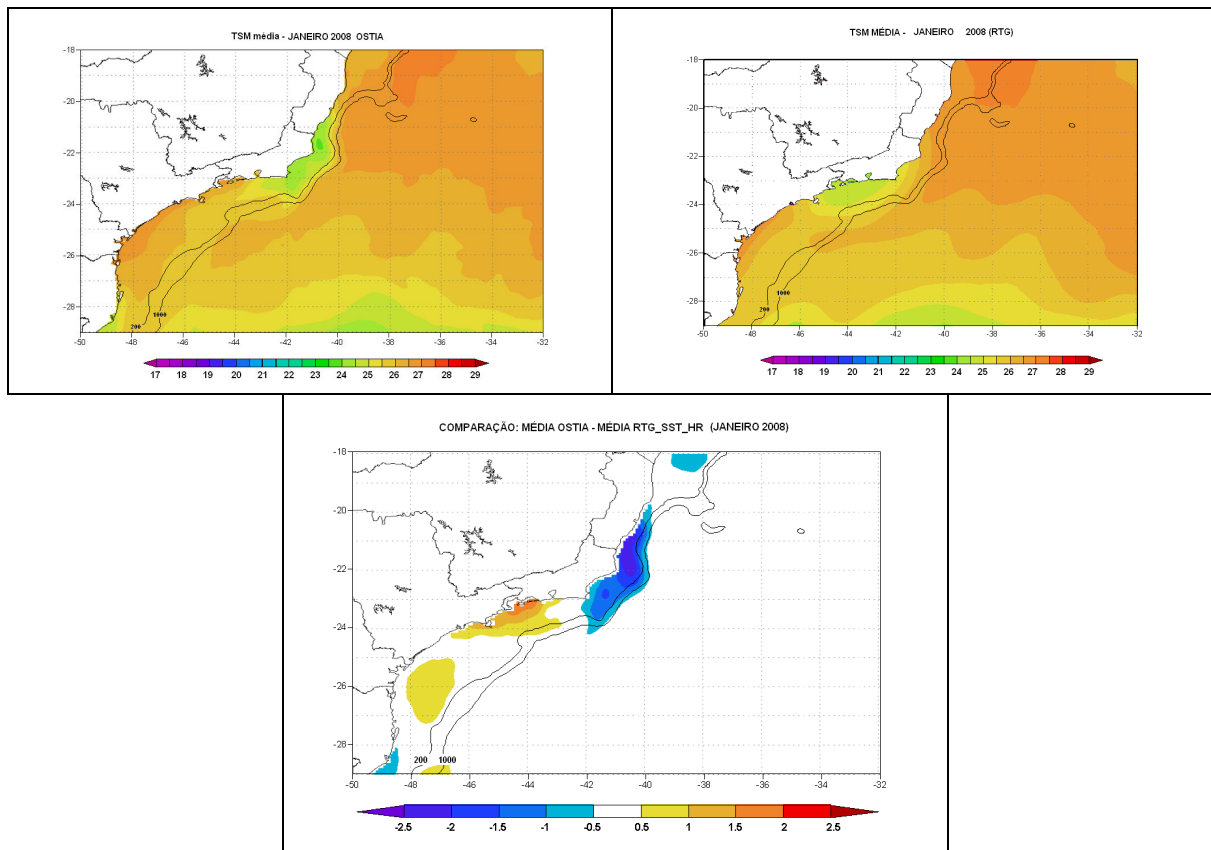 TSM média - JANEIRO 2008 OSTIA
-18
-20
-22
-24
-26
-28
200
1000
-50 -48 -46 -44 -42 -40 -38 -36 -34 -32
17 18 19 20 21 22 23 24 25 26 27 28 29
TSM MÉDIA - JANEIRO 2008 (RTG)
-18
-20
-22
-24
-26
-28
200
1000
-50 -48 -46 -44 -42 -40 -38 -36 -34 -32
17 18 19 20 21 22 23 24 25 26 27 28 29
COMPARAÇÃO: MÉDIA OSTIA - MÉDIA RTG_SST_HR (JANEIRO 2008)
-18
-20
-22
-24
-26
-28
200 1000
-50 -48 -46 -44 -42 -40 -38 -36 -34 -32
-2.5 -2 -1.5 -1 -0.5 0.5 1 1.5 2 2.5